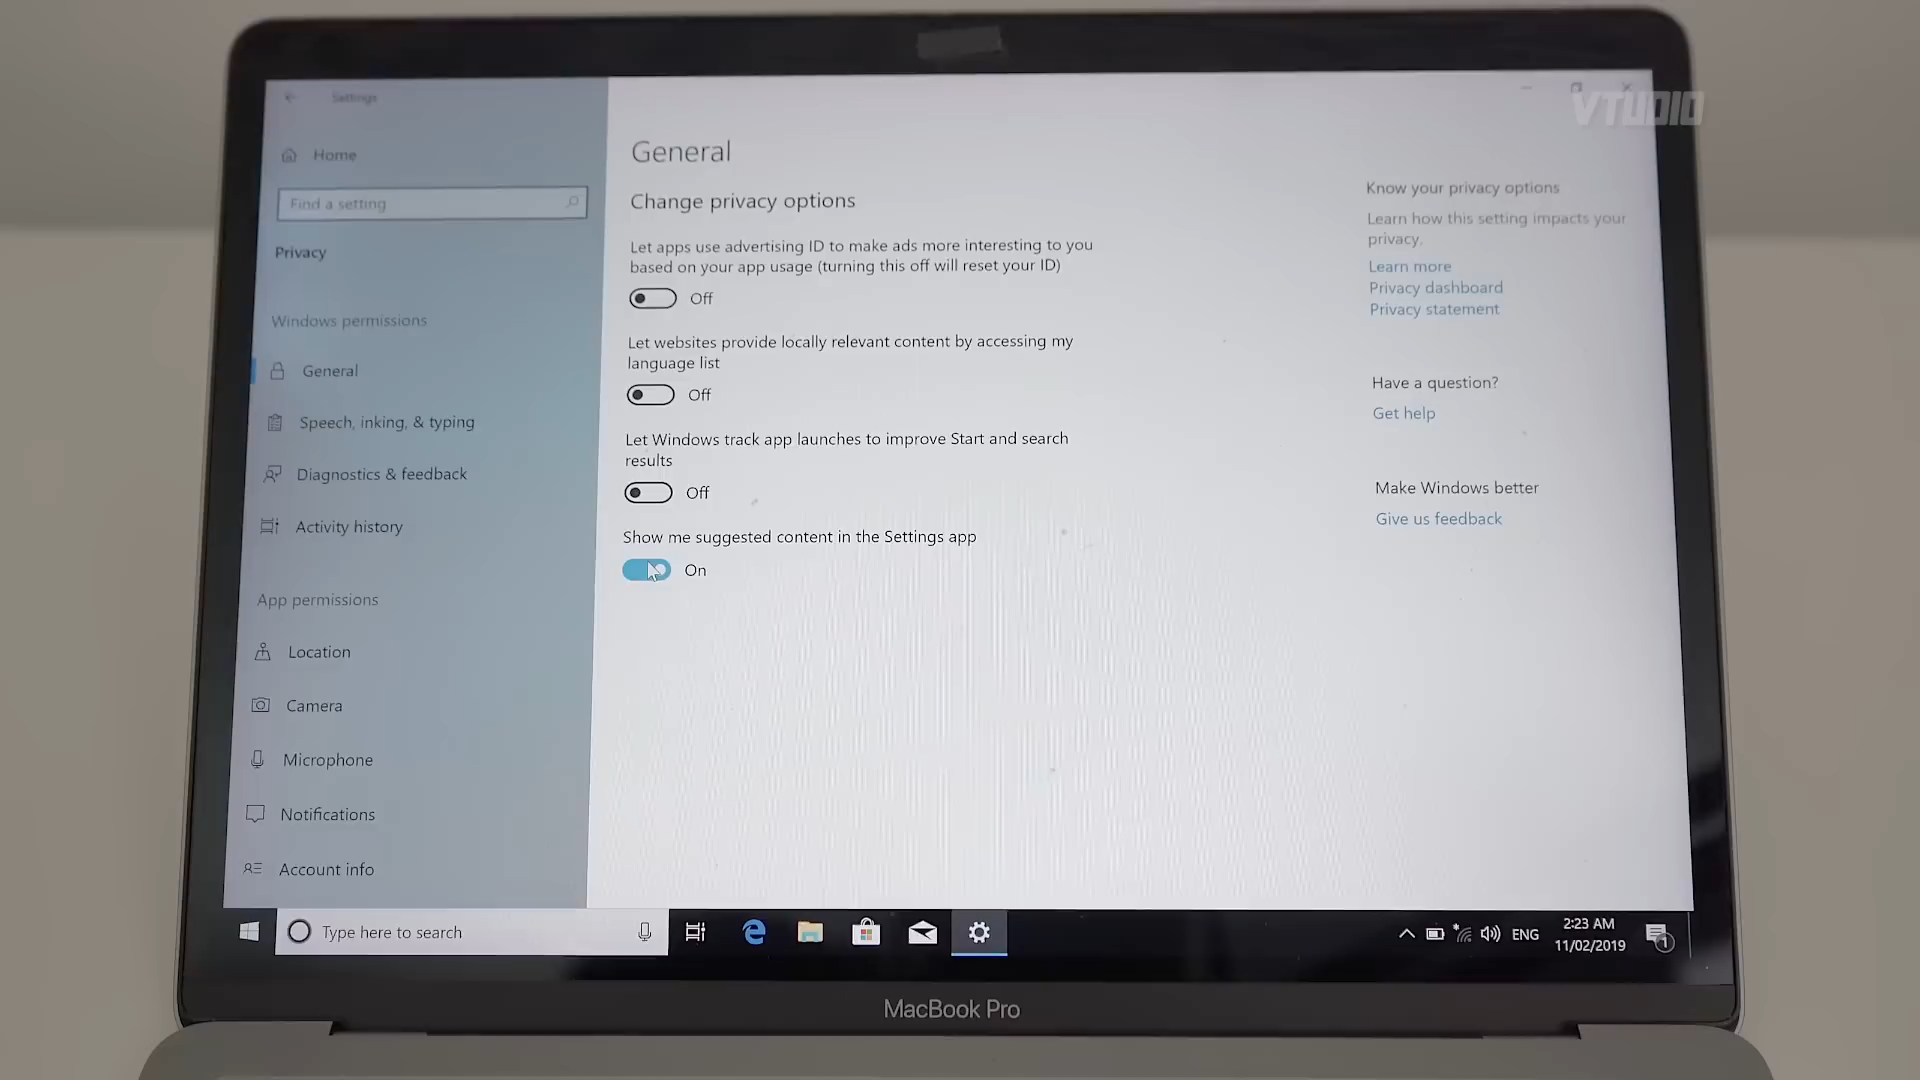 Settings
VTUDIO
Home
Find a setting
Privacy
Windows permissions
General
Speech, inking, & typing
Diagnostics & feedback
Activity history
App permissions
Location
Camera
Microphone
Notifications
Account info
General
Change privacy options
Let apps use advertising ID to make ads more interesting to you
based on your app usage (turning this off will reset your ID)
Off
Let websites provide locally relevant content by accessing my
language list
Off
Let Windows track app launches to improve Start and search
results
Off
Show me suggested content in the Settings app
On
Know your privacy options
Learn how this setting impacts your
privacy.
Learn more
Privacy dashboard
Privacy statement
Have a question?
Get help
Make Windows better
Give us feedback
Type here to search
ENG
2:23 AM
11/02/2019
1
MacBook Pro